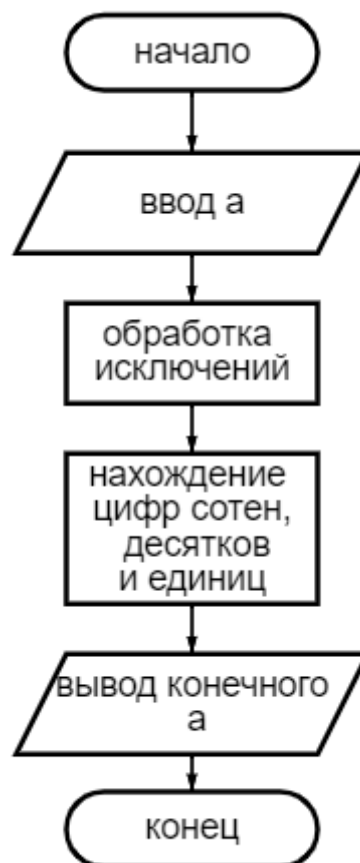 начало
ввод а
обработка
исключений
нахождение
цифр сотен,
десятков
и единиц
вывод конечного
а
конец